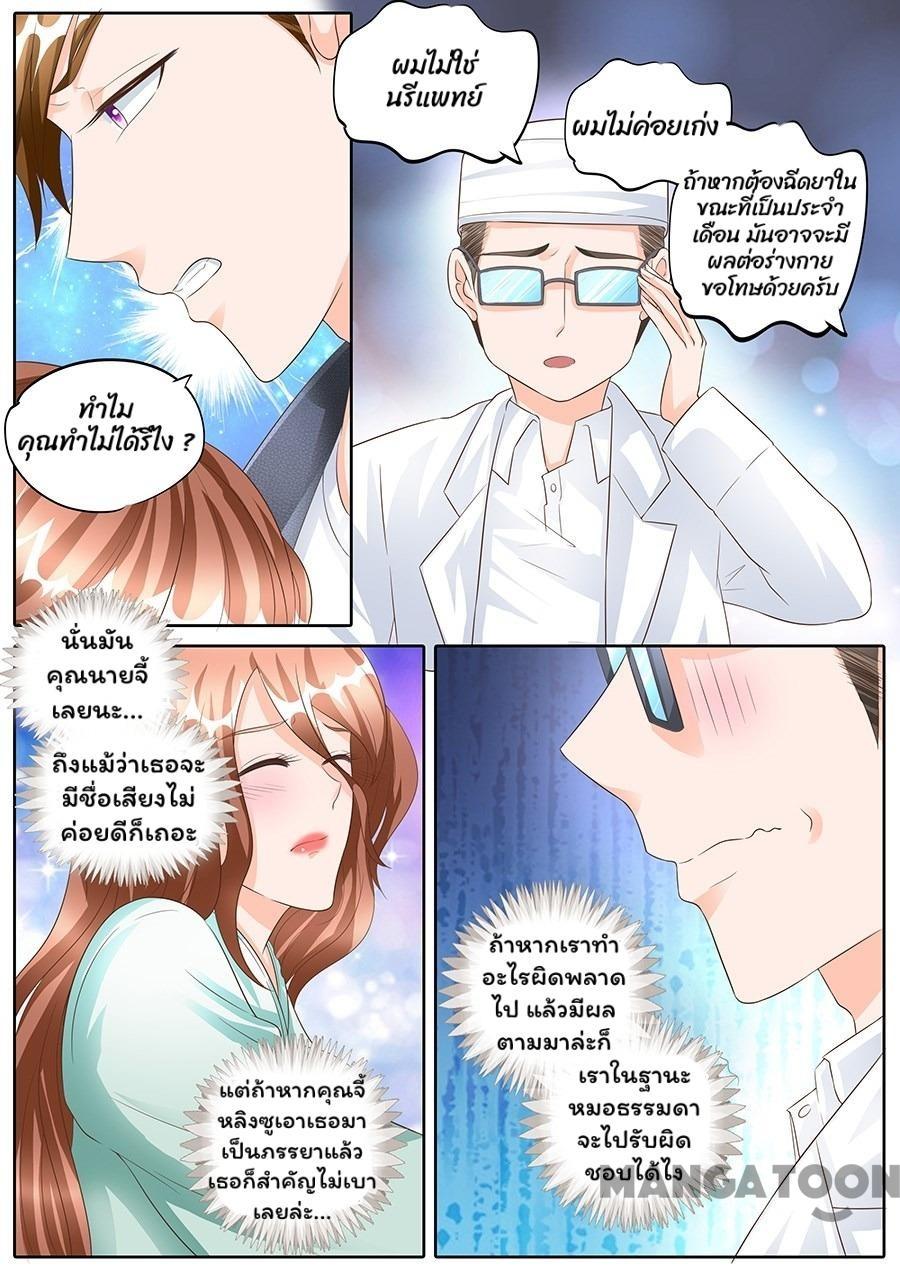 ผมไม่ใช่
นรีแพทย์
ผมไม่ค่อยเก่ง
ถ้าหากต้องฉีดยาใน
ขณะที่เป็นประจำ
เดือน มันอาจจะมี
ผลต่อร่างกาย
ขอโทษด้วยครับ
ทำไม
คุณทำไม่ได้รึไง ?
นั่นมัน
คุณนายจี้
เลยนะ...
ถึงแม้ว่าเธอจะ
มีชื่อเสียงไม่
ค่อยดีก็เถอะ
แต่ถ้าหากคุณจี้
หลิงซูเอาเธอมา
เป็นภรรยาแล้ว
เธอก็สำคัญไม่เบา
เลยล่ะ...
ถ้าหากเราทำ
อะไรผิดพลาด
ไป แล้วมีผล
ตามมาล่ะก็
เราในฐานะ
หมอธรรมดา
จะไปรับผิด
ชอบได้ไง
MANGATOON